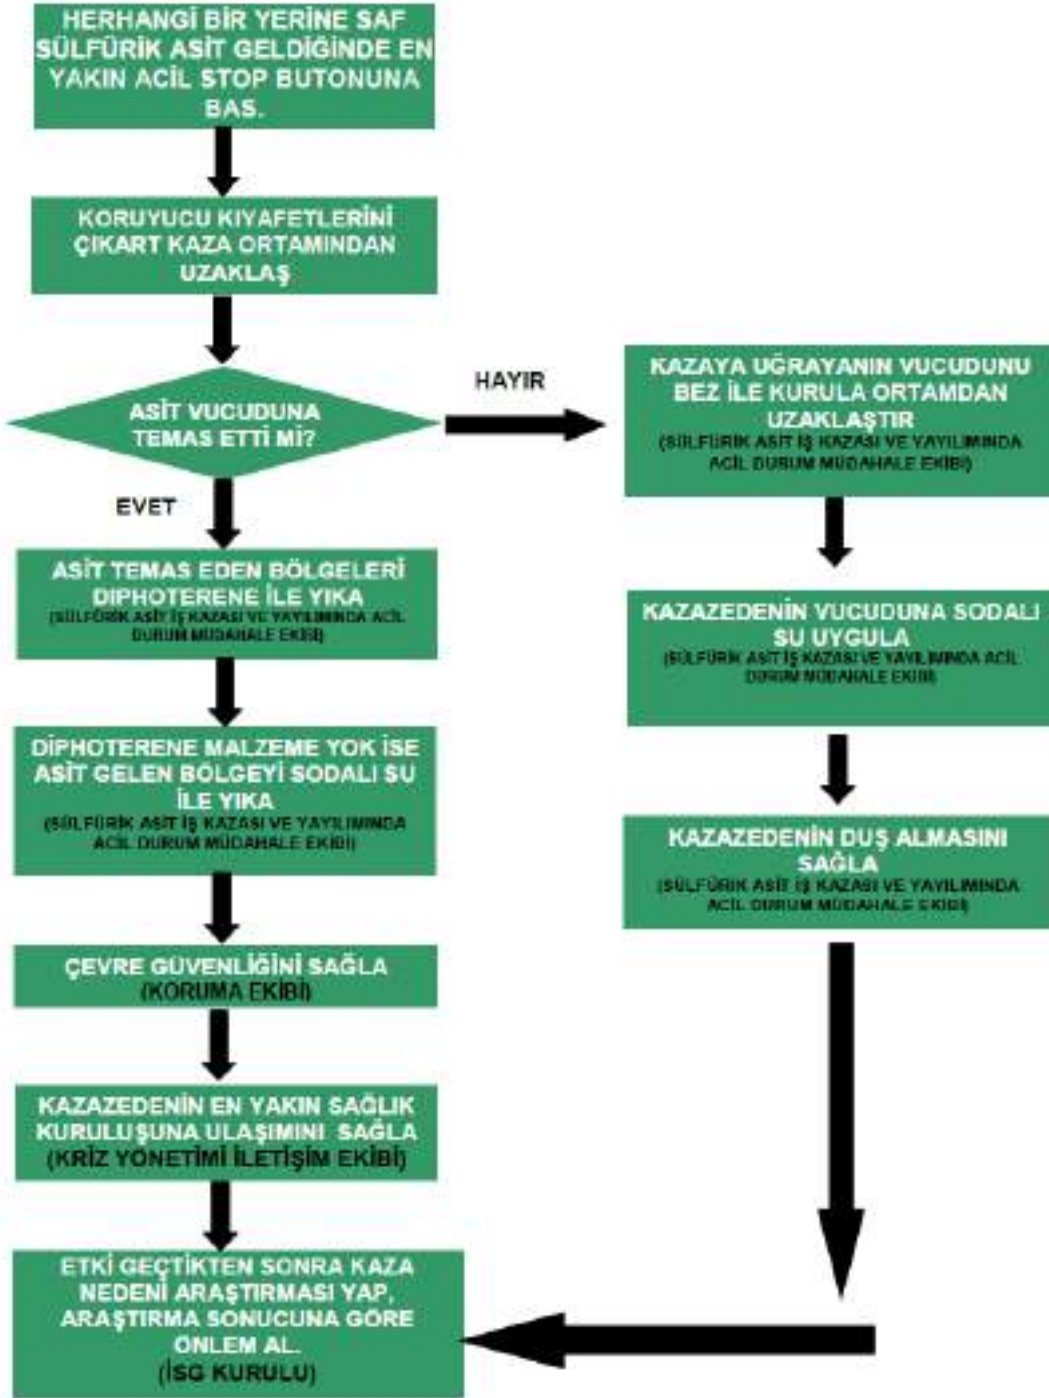 HERHANGİ BİR YERİNE SAF
SÜLFÜRİK ASİT GELDİĞİNDE EN
YAKIN ACİL STOP BUTONUNA
BAS.
KORUYUCU KIYAFETLERİNİ
ÇIKART KAZA ORTAMINDAN
UZAKLAŞ
ASİT VUCUDUNA
TEMAS ETTİ Mİ?
HAYIR
EVET
ASİT TEMAS EDEN BÖLGELERİ
DIPHOTERENE İLE YIKA
(SÜLFÜRİK ASİT İŞ KAZASI VE YAYILIMINDA ACİL
DURUM MÜDAHALE EKİBİ)
DİPHOTERENE MALZEME YOK İSE
ASİT GELEN BÖLGEYİ SODALI SU
İLE YIKA
(SÜLFÜRİK ASİT İŞ KAZASI VE YAYILIMINDA
ACİL DURUM MÜDAHALE EKİBİ)
ÇEVRE GÜVENLİĞİNİ SAĞLA
(KORUMA EKİBİ)
KAZAZEDENİN EN YAKIN SAĞLIK
KURULUŞUNA ULAŞIMINI SAĞLA
(KRİZ YÖNETİMİ İLETİŞİM EKİBİ)
ETKİ GEÇTİKTEN SONRA KAZA
NEDENİ ARAŞTIRMASI YAP,
ARAŞTIRMA SONUCUNA GÖRE
ÖNLEM AL.
(İSG KURULU)
KAZAYA UĞRAYANIN VUCUDUNU
BEZ İLE KURULA ORTAMDAN
UZAKLAŞTIR
(SÜLFÜRİK ASİT İŞ KAZASI VE YAYILIMINDA
ACİL DURUM MÜDAHALE EKİBİ)
KAZAZEDENİN VUCUDUNA SODALI
SU UYGULA
(SÜLFÜRİK ASİT İŞ KAZASI VE YAYILIMINDA ACİL
DURUM MÜDAHALE EKİBİ)
KAZAZEDENİN DUŞ ALMASINI
SAĞLA
(SÜLFÜRİK ASİT İŞ KAZASI VE YAYILIMINDA
ACİL DURUM MÜDAHALE EKİBİ)